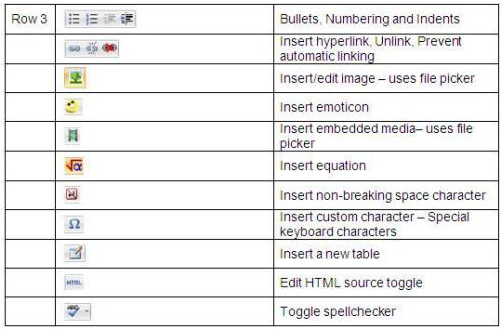 Row 3
Bullets, Numbering and Indents
Insert hyperlink, Unlink, Prevent
automatic linking
Insert/edit image – uses file picker
Insert emoticon
Insert embedded media– uses file
picker
√α
Insert equation
Insert non-breaking space character
Ω
Insert custom character – Special
keyboard characters
Insert a new table
HTML
Edit HTML source toggle
ABC
Toggle spellchecker